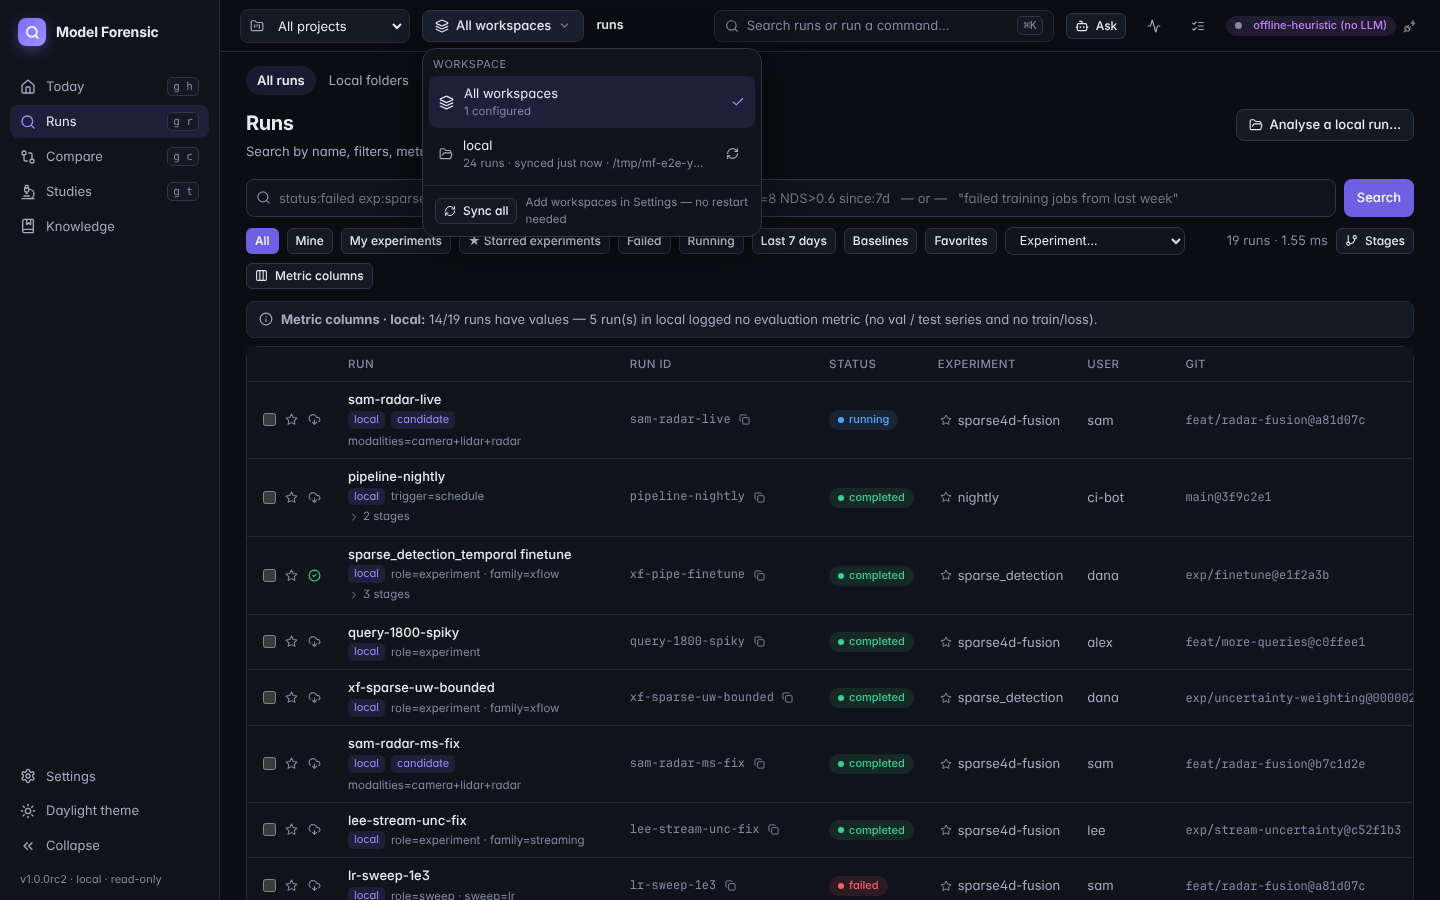 Model Forensic
Today
g h
Runs
g r
Compare
g c
Studies
g t
Knowledge
Settings
Daylight theme
Collapse
v1.0.0rc2 · local · read-only
All projects
All workspaces
runs
Search runs or run a command...
⌘K
Ask
offline-heuristic (no LLM)
WORKSPACE
All workspaces
1 configured
local
24 runs · synced just now · /tmp/mf-e2e-y...
Sync all
Add workspaces in Settings — no restart
needed
All runs
Local folders
Runs
Search by name, filters, metr
Analyse a local run...
status:failed exp:sparse
=8 NDS>0.6 since:7d — or — "failed training jobs from last week"
Search
All
Mine
My experiments
★ Starred experiments
Failed
Running
Last 7 days
Baselines
Favorites
Experiment...
19 runs · 1.55 ms
Stages
Metric columns
Metric columns · local: 14/19 runs have values — 5 run(s) in local logged no evaluation metric (no val / test series and no train/loss).
RUN RUN ID STATUS EXPERIMENT USER GIT
sam-radar-live
local candidate
modalities=camera+lidar+radar
sam-radar-live running sparse4d-fusion sam feat/radar-fusion@a81d07c
pipeline-nightly
local trigger=schedule
2 stages
pipeline-nightly completed nightly ci-bot main@3f9c2e1
sparse_detection_temporal finetune
local role=experiment · family=xflow
3 stages
xf-pipe-finetune completed sparse_detection dana exp/finetune@e1f2a3b
query-1800-spiky
local role=experiment
query-1800-spiky completed sparse4d-fusion alex feat/more-queries@c0ffee1
xf-sparse-uw-bounded
local role=experiment · family=xflow
xf-sparse-uw-bounded completed sparse_detection dana exp/uncertainty-weighting@000002
sam-radar-ms-fix
local candidate
modalities=camera+lidar+radar
sam-radar-ms-fix completed sparse4d-fusion sam feat/radar-fusion@b7c1d2e
lee-stream-unc-fix
local role=experiment · family=streaming
lee-stream-unc-fix completed sparse4d-fusion lee exp/stream-uncertainty@c52f1b3
lr-sweep-1e3
local role=sweep · sweep=lr
lr-sweep-1e3 failed sparse4d-fusion sam feat/radar-fusion@a81d07c